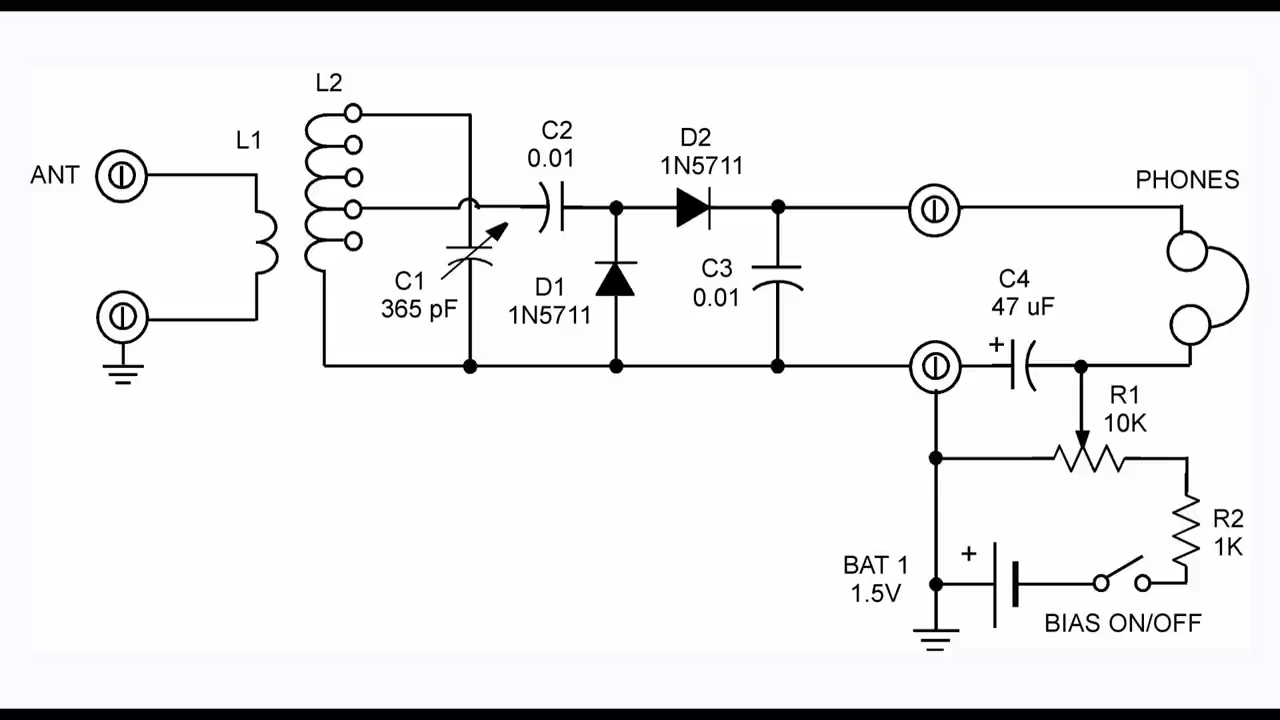 L2
L1
ANT
C2
0.01
D2
1N5711
PHONES
C1
365 pF
D1
1N5711
C3
0.01
C4
47 uF
+
R1
10K
R2
1K
BAT 1
1.5V
+
BIAS ON/OFF